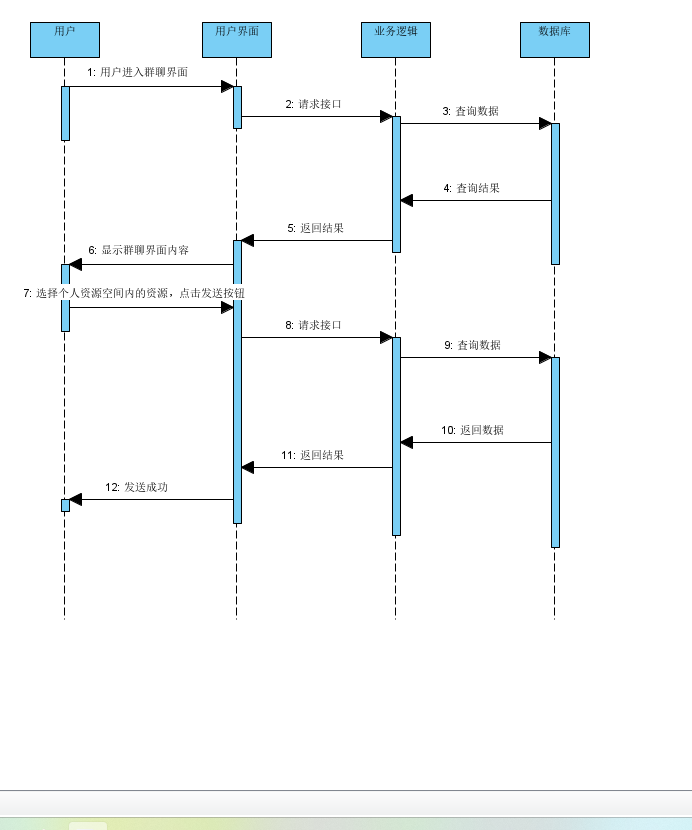 用户
用户界面
业务逻辑
数据库
1: 用户进入群聊界面
2: 请求接口
3: 查询数据
4: 查询结果
5: 返回结果
6: 显示群聊界面内容
7: 选择个人资源空间内的资源，点击发送按钮
8: 请求接口
9: 查询数据
10: 返回数据
11: 返回结果
12: 发送成功